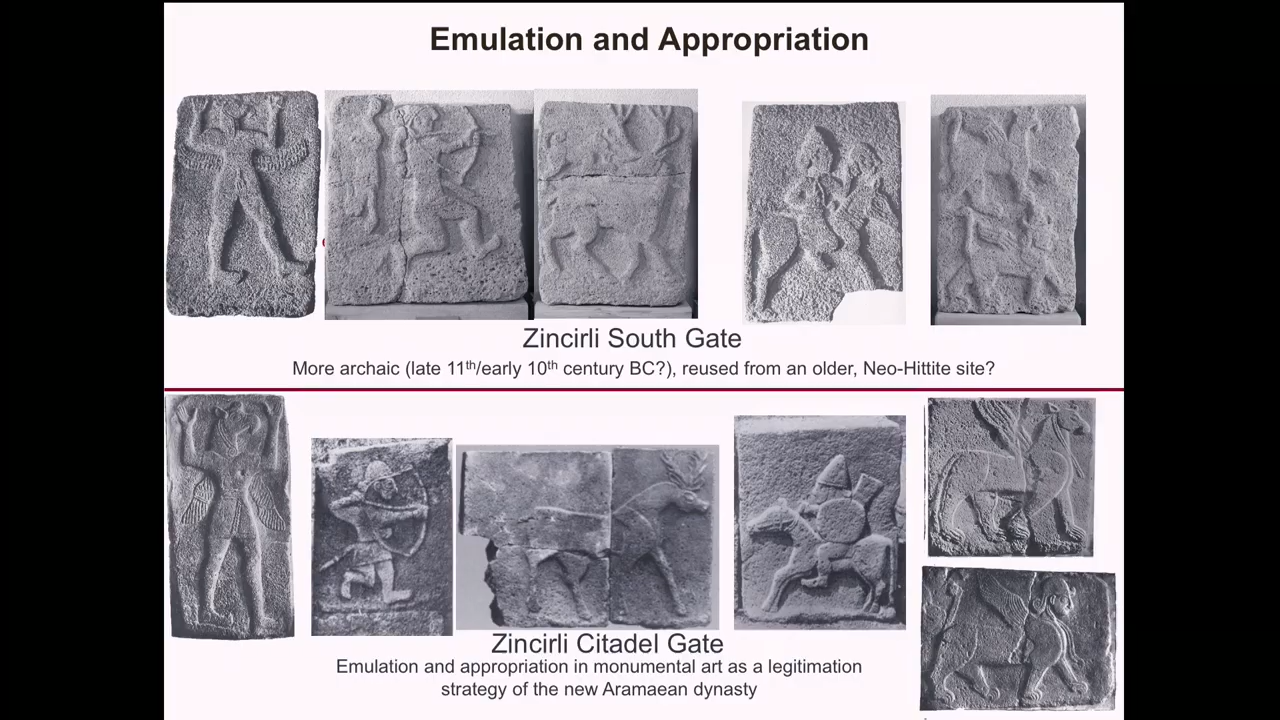 Emulation and Appropriation
Zincirli South Gate
More archaic (late 11th/early 10th century BC?), reused from an older, Neo-Hittite site?
Zincirli Citadel Gate
Emulation and appropriation in monumental art as a legitimation
strategy of the new Aramaean dynasty